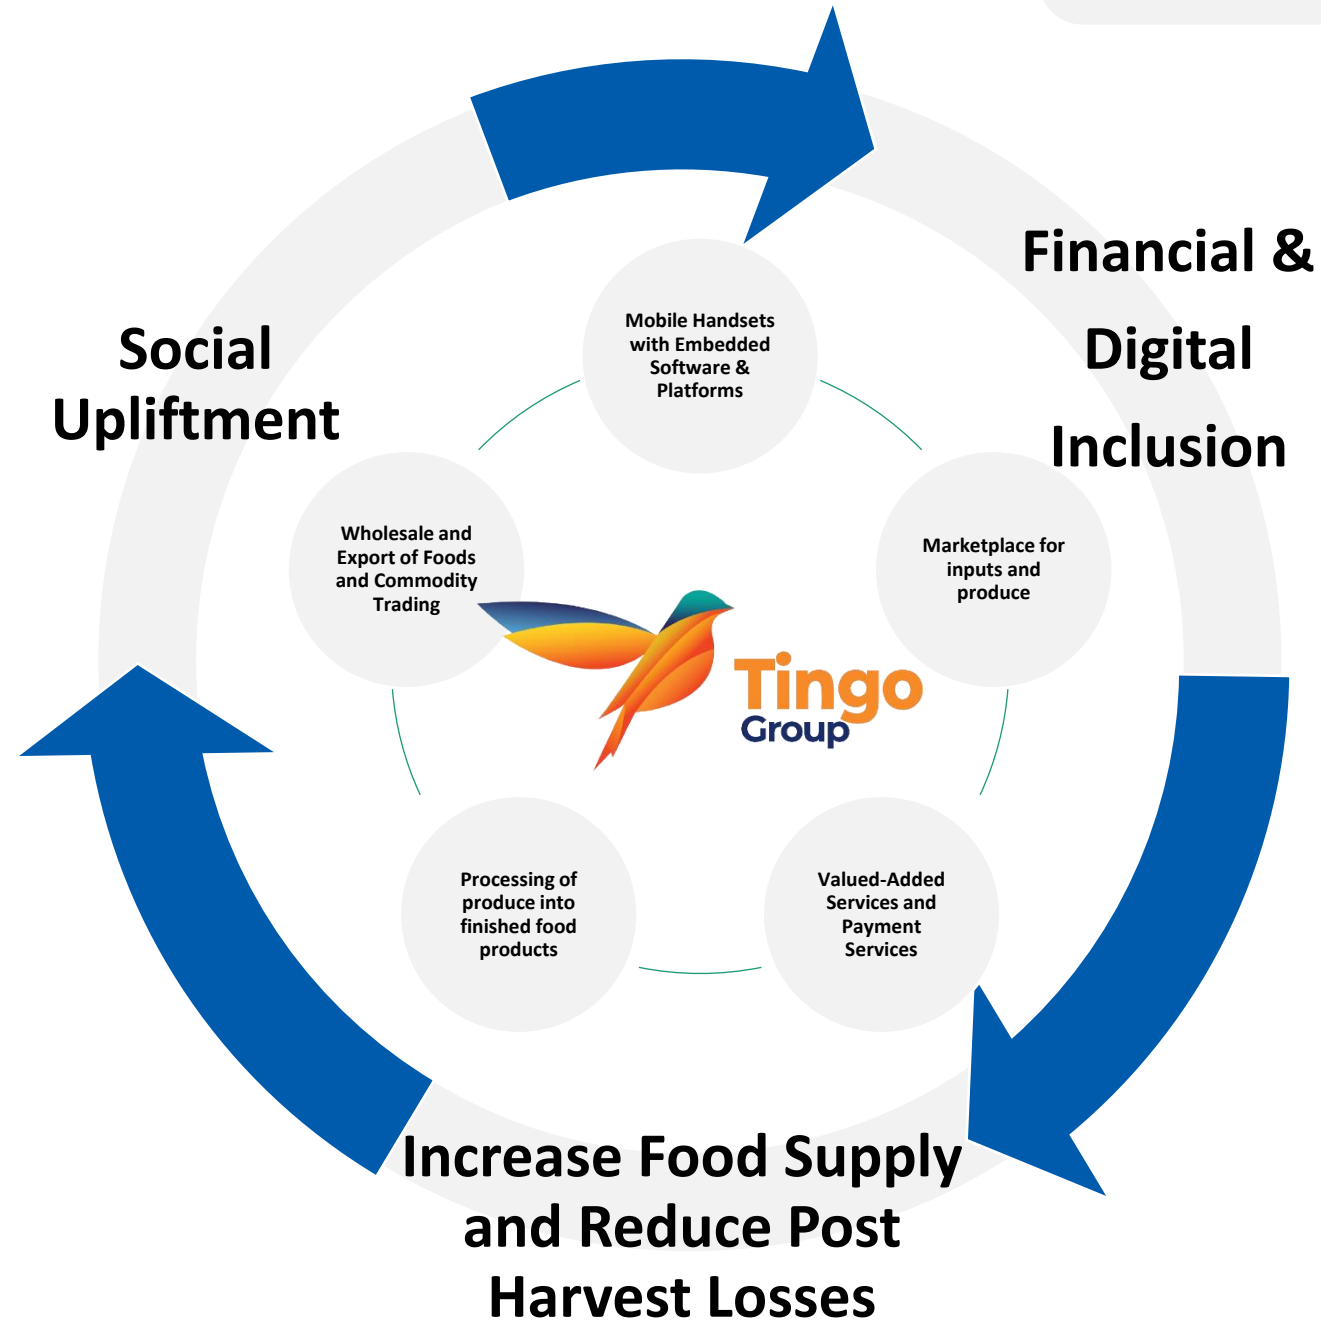 Financial &
Digital
Inclusion
Social
Upliftment
Mobile Handsets
with Embedded
Software &
Platforms
Marketplace for
inputs and
produce
Wholesale and
Export of Foods
and Commodity
Trading
Tingo
Group
Valued-Added
Services and
Payment
Services
Processing of
produce into
finished food
products
Increase Food Supply
and Reduce Post
Harvest Losses